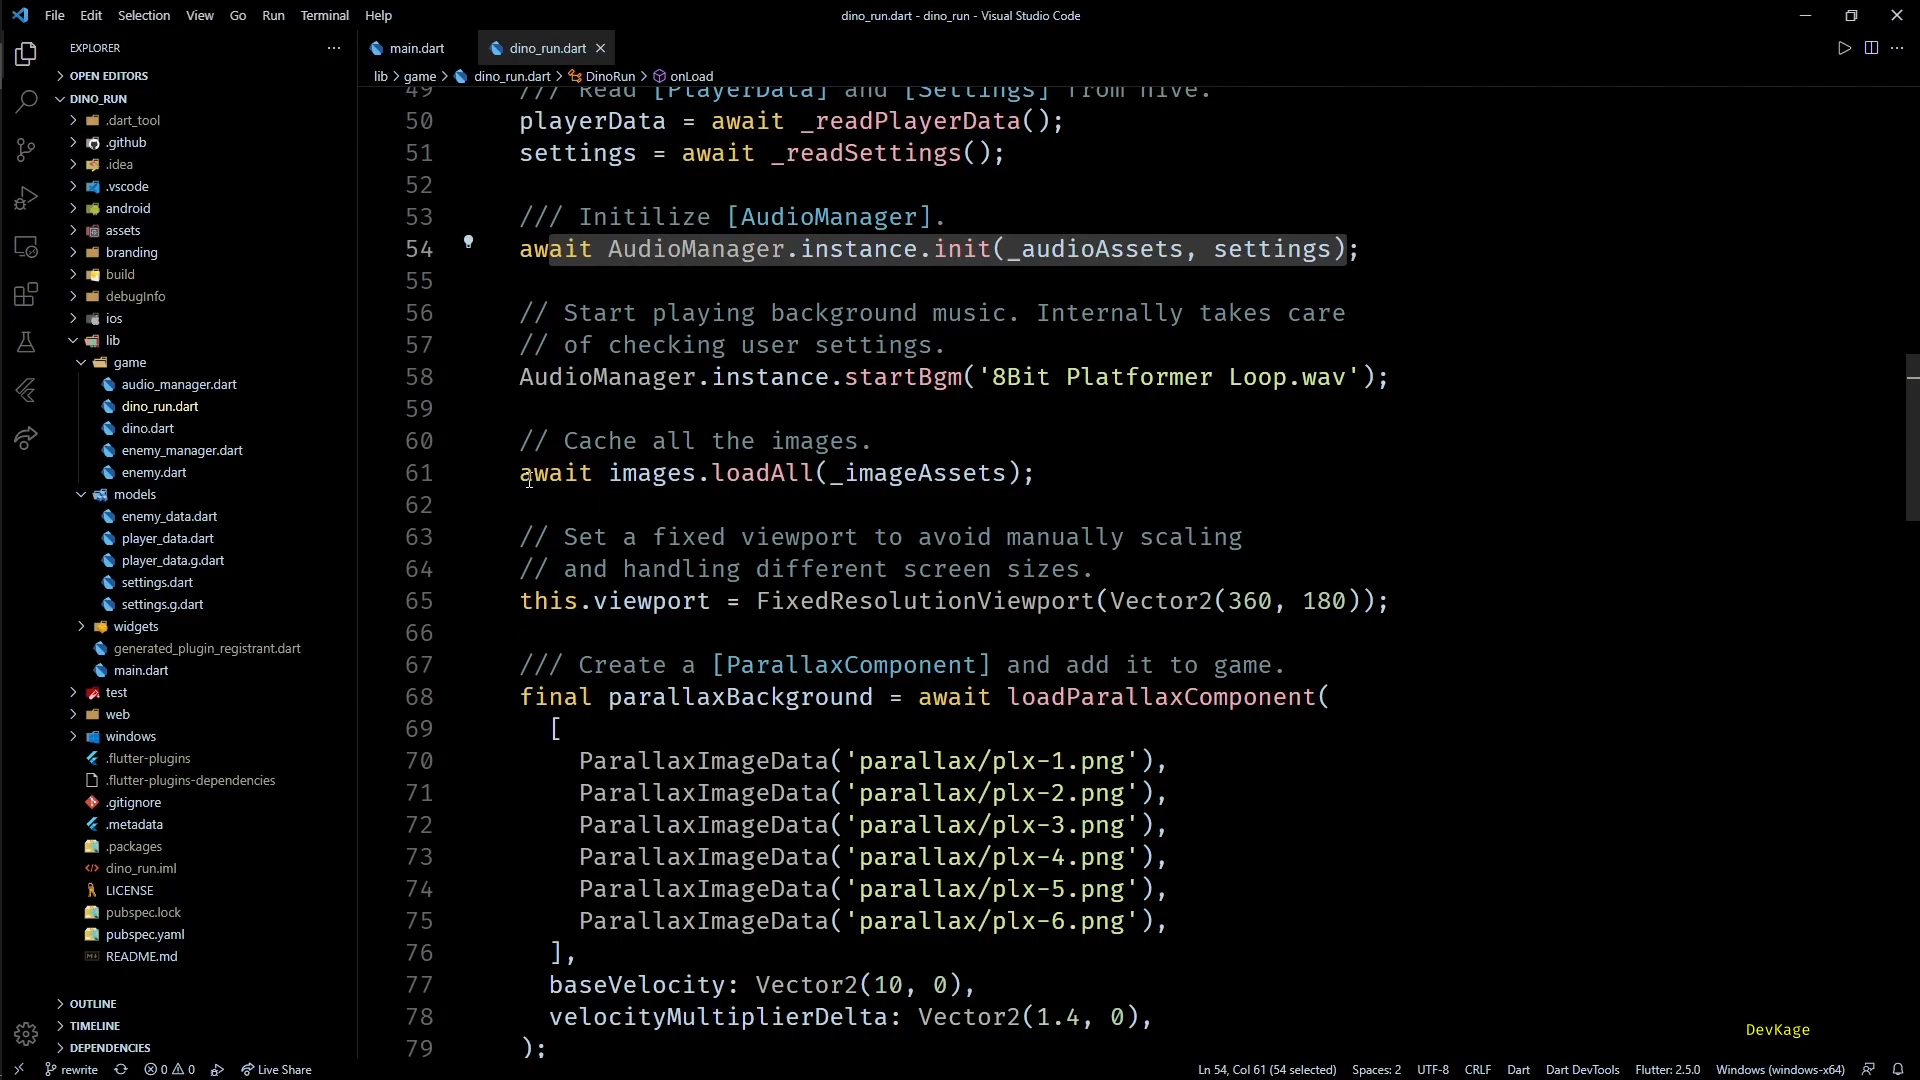 File Edit Selection View Go Run Terminal Help
dino_run.dart - dino_run - Visual Studio Code
EXPLORER
OPEN EDITORS
DINO_RUN
.dart_tool
.github
.idea
.vscode
android
assets
branding
build
debugInfo
ios
lib
game
audio_manager.dart
dino_run.dart
dino.dart
enemy_manager.dart
enemy.dart
models
enemy_data.dart
player_data.dart
player_data.g.dart
settings.dart
settings.g.dart
widgets
generated_plugin_registrant.dart
main.dart
test
web
windows
.flutter-plugins
.flutter-plugins-dependencies
.gitignore
.metadata
.packages
dino_run.iml
LICENSE
pubspec.lock
pubspec.yaml
README.md
OUTLINE
TIMELINE
DEPENDENCIES
main.dart dino_run.dart
lib > game > dino_run.dart > DinoRun > onLoad
49 /// Read [PlayerData] and [Settings] from hive.
50 playerData = await _readPlayerData();
51 settings = await _readSettings();
52
53 /// Initilize [AudioManager].
54 await AudioManager.instance.init(_audioAssets, settings);
55
56 // Start playing background music. Internally takes care
57 // of checking user settings.
58 AudioManager.instance.startBgm('8Bit Platformer Loop.wav');
59
60 // Cache all the images.
61 await images.loadAll(_imageAssets);
62
63 // Set a fixed viewport to avoid manually scaling
64 // and handling different screen sizes.
65 this.viewport = FixedResolutionViewport(Vector2(360, 180));
66
67 /// Create a [ParallaxComponent] and add it to game.
68 final parallaxBackground = await loadParallaxComponent(
69 [
70 ParallaxImageData('parallax/plx-1.png'),
71 ParallaxImageData('parallax/plx-2.png'),
72 ParallaxImageData('parallax/plx-3.png'),
73 ParallaxImageData('parallax/plx-4.png'),
74 ParallaxImageData('parallax/plx-5.png'),
75 ParallaxImageData('parallax/plx-6.png'),
76 ],
77 baseVelocity: Vector2(10, 0),
78 velocityMultiplierDelta: Vector2(1.4, 0),
79 );
DevKage
rewrite 0 0 Live Share
Ln 54, Col 61 (54 selected) Spaces: 2 UTF-8 CRLF Dart Dart DevTools Flutter: 2.5.0 Windows (windows-x64)